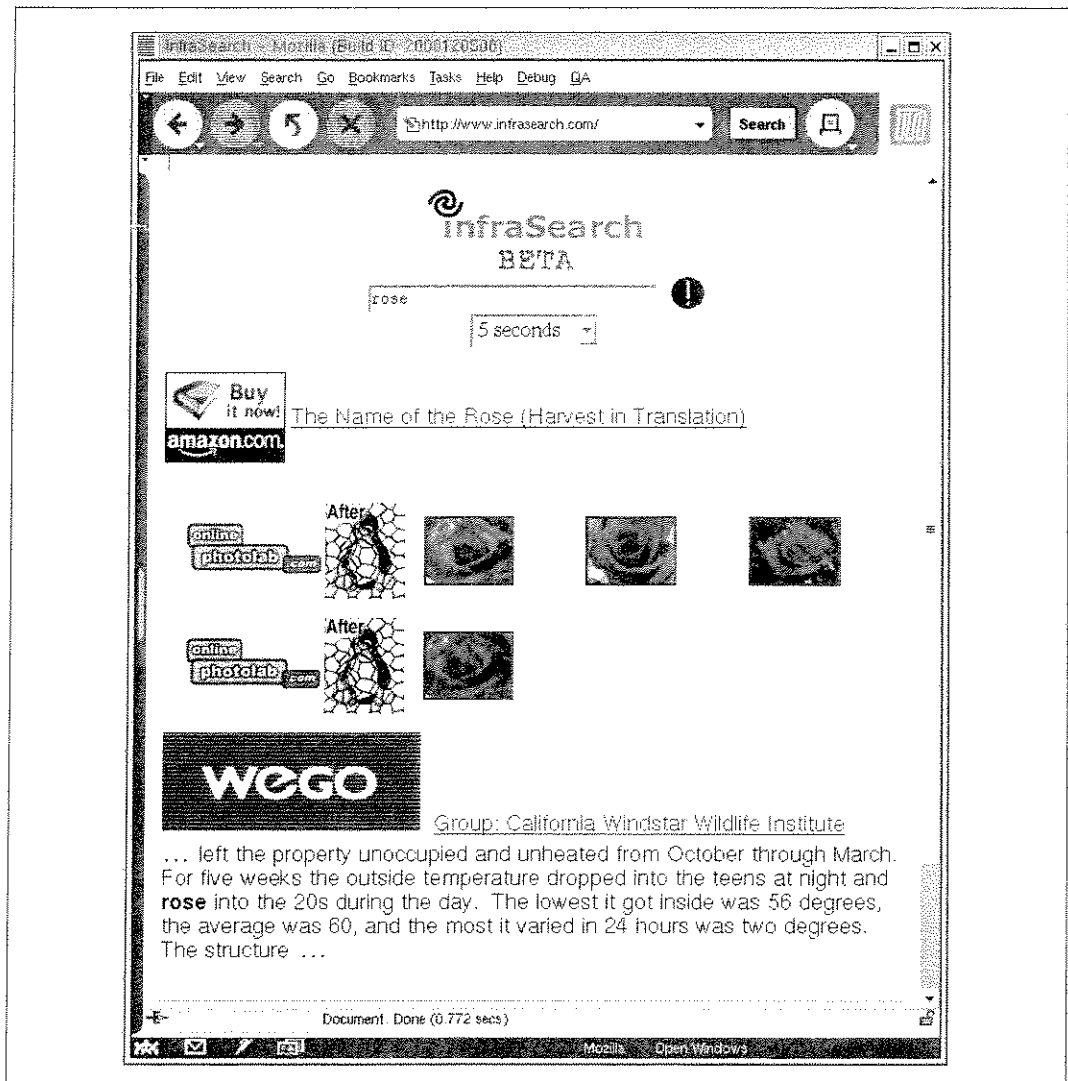 InfraSearch - Mozilla {Build ID: 2000120506}
File Edit View Search Go Bookmarks Tasks Help Debug QA
http://www.infrasearch.com/
Search
infraSearch
BETA
rose
5 seconds
Buy
it now!
amazon.com.
The Name of the Rose (Harvest in Translation)
After
online
photolab
.com
After
online
photolab
.com
WeGO
Group: California Windstar Wildlife Institute
... left the property unoccupied and unheated from October through March.
For five weeks the outside temperature dropped into the teens at night and
rose into the 20s during the day. The lowest it got inside was 56 degrees,
the average was 60, and the most it varied in 24 hours was two degrees.
The structure ...
Document: Done (0.772 secs)
Mozilla Open Windows